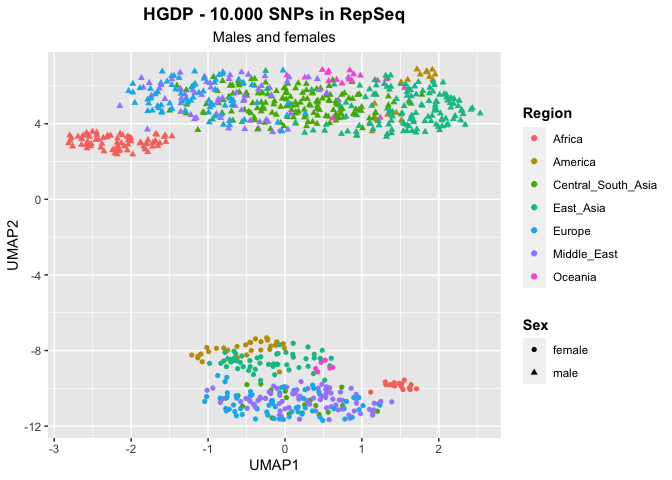 HGDP - 10.000 SNPs in RepSeq
Males and females
UMAP2
4
0
-4
-8
-12
-3
-2
-1
0
1
2
UMAP1
Region
Africa
America
Central_South_Asia
East_Asia
Europe
Middle_East
Oceania
Sex
female
male